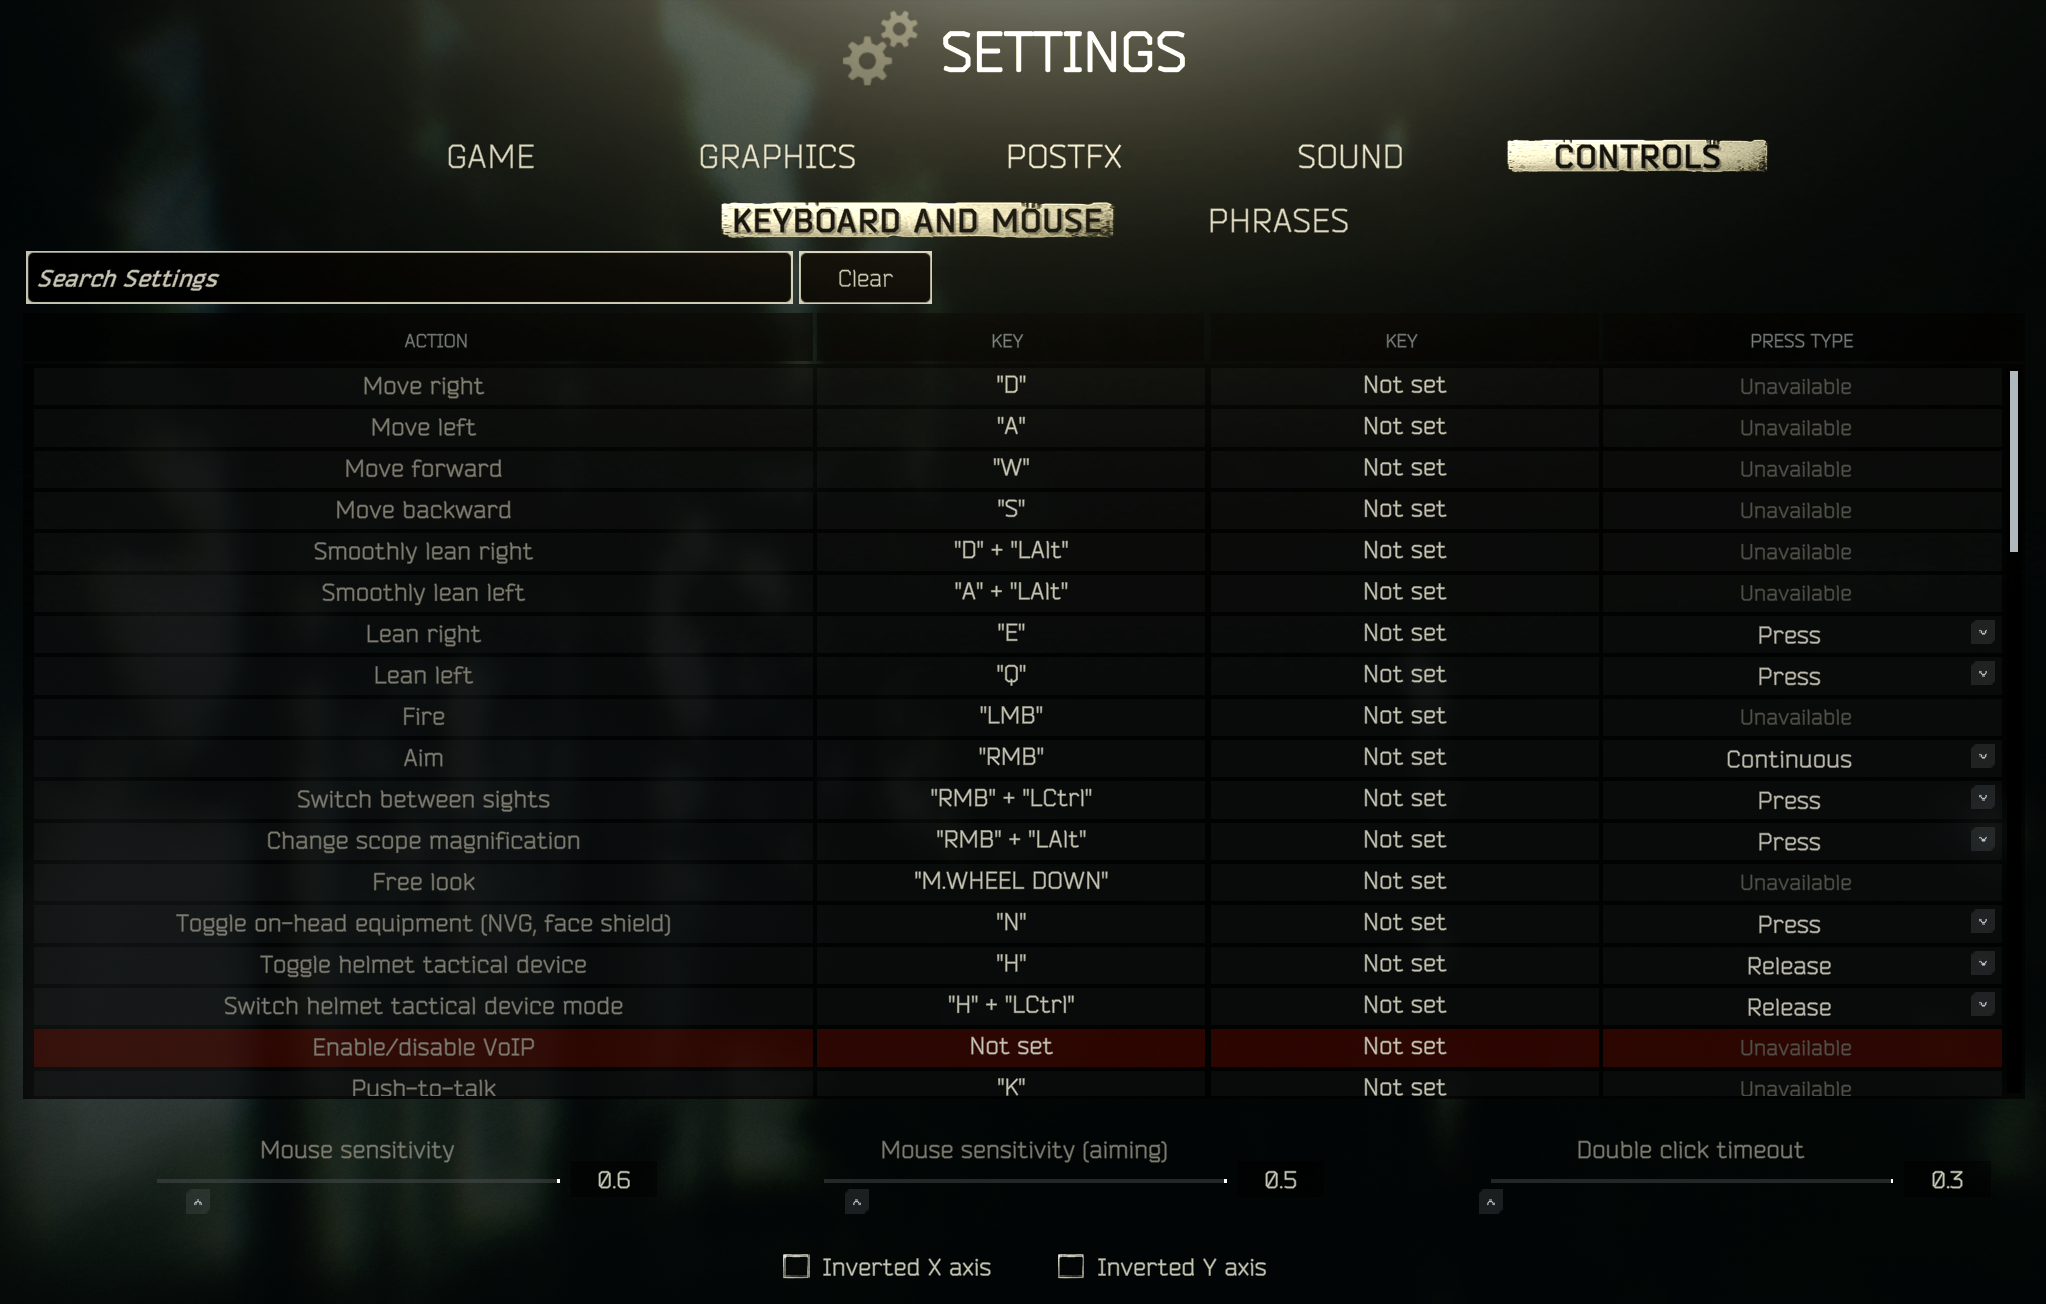 SETTINGS
GAME GRAPHICS POSTFX SOUND CONTROLS
KEYBOARD AND MOUSE PHRASES
Search Settings Clear
ACTION KEY KEY PRESS TYPE
Move right "D" Not set Unavailable
Move left "A" Not set Unavailable
Move forward "W" Not set Unavailable
Move backward "S" Not set Unavailable
Smoothly lean right "D" + "LAlt" Not set Unavailable
Smoothly lean left "A" + "LAlt" Not set Unavailable
Lean right "E" Not set Press
Lean left "Q" Not set Press
Fire "LMB" Not set Unavailable
Aim "RMB" Not set Continuous
Switch between sights "RMB" + "LCtrl" Not set Press
Change scope magnification "RMB" + "LAlt" Not set Press
Free look "M.WHEEL DOWN" Not set Unavailable
Toggle on-head equipment (NVG, face shield) "N" Not set Press
Toggle helmet tactical device "H" Not set Release
Switch helmet tactical device mode "H" + "LCtrl" Not set Release
Enable/disable VoIP Not set Not set Unavailable
Push-to-talk "K" Not set Unavailable
Mouse sensitivity Mouse sensitivity (aiming) Double click timeout
0.6 0.5 0.3
Inverted X axis Inverted Y axis